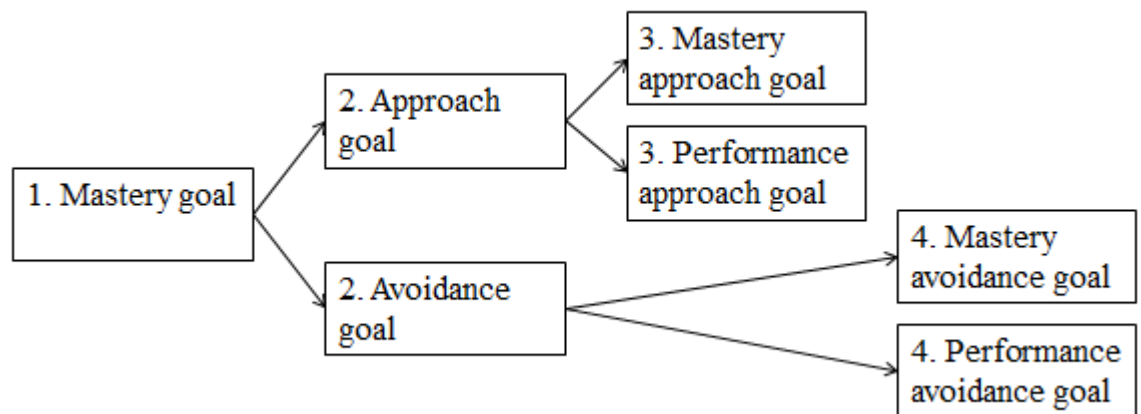 3. Mastery
approach goal
2. Approach
goal
3. Performance
approach goal
1. Mastery goal
4. Mastery
avoidance goal
2. Avoidance
goal
4. Performance
avoidance goal